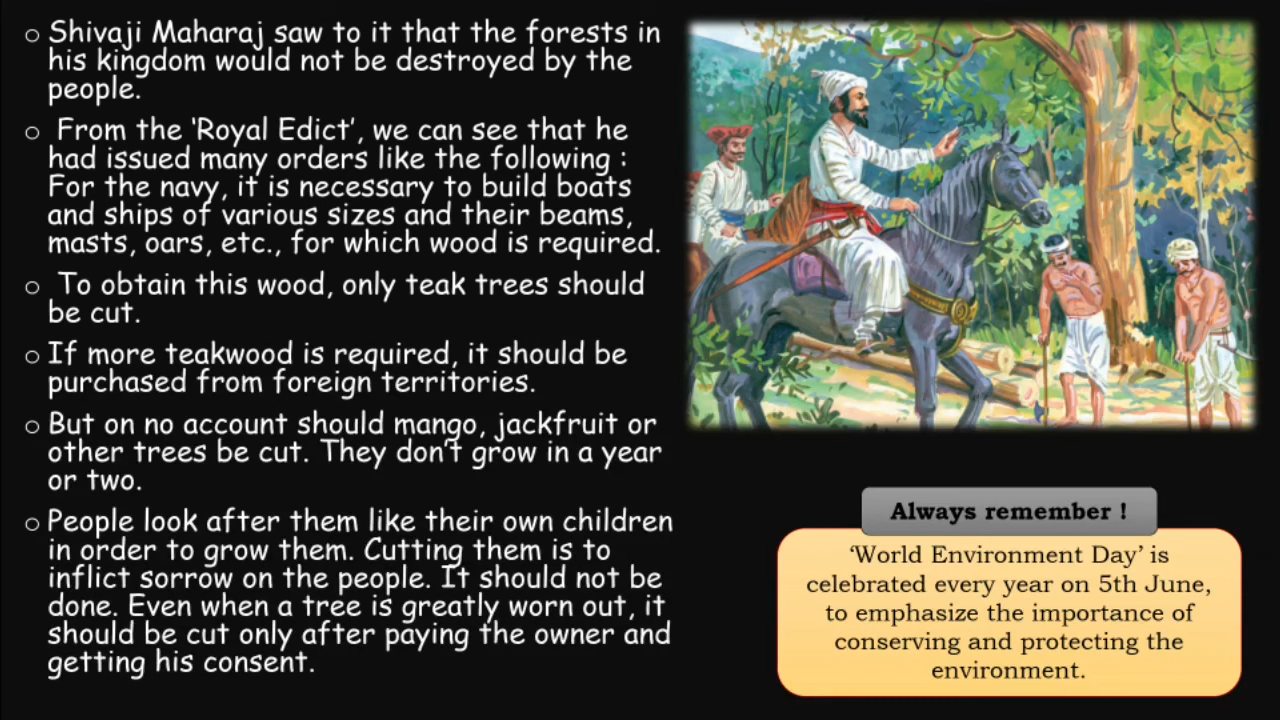 ○ Shivaji Maharaj saw to it that the forests in
his kingdom would not be destroyed by the
people.
○ From the ‘Royal Edict’, we can see that he
had issued many orders like the following :
For the navy, it is necessary to build boats
and ships of various sizes and their beams,
masts, oars, etc., for which wood is required.
○ To obtain this wood, only teak trees should
be cut.
○ If more teakwood is required, it should be
purchased from foreign territories.
○ But on no account should mango, jackfruit or
other trees be cut. They don’t grow in a year
or two.
○ People look after them like their own children
in order to grow them. Cutting them is to
inflict sorrow on the people. It should not be
done. Even when a tree is greatly worn out, it
should be cut only after paying the owner and
getting his consent.
Always remember !
‘World Environment Day’ is
celebrated every year on 5th June,
to emphasize the importance of
conserving and protecting the
environment.